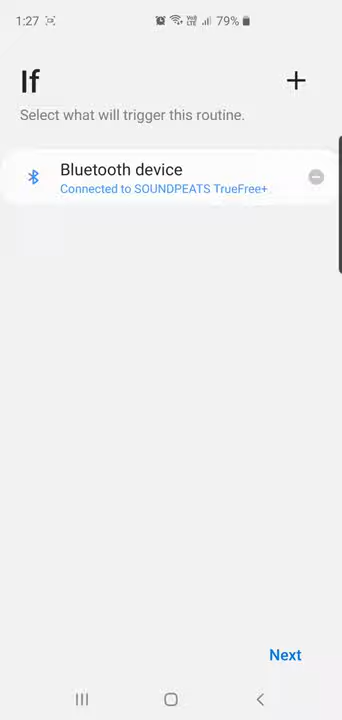 1:27
79%
If
Select what will trigger this routine.
Bluetooth device
Connected to SOUNDPEATS TrueFree+
Next